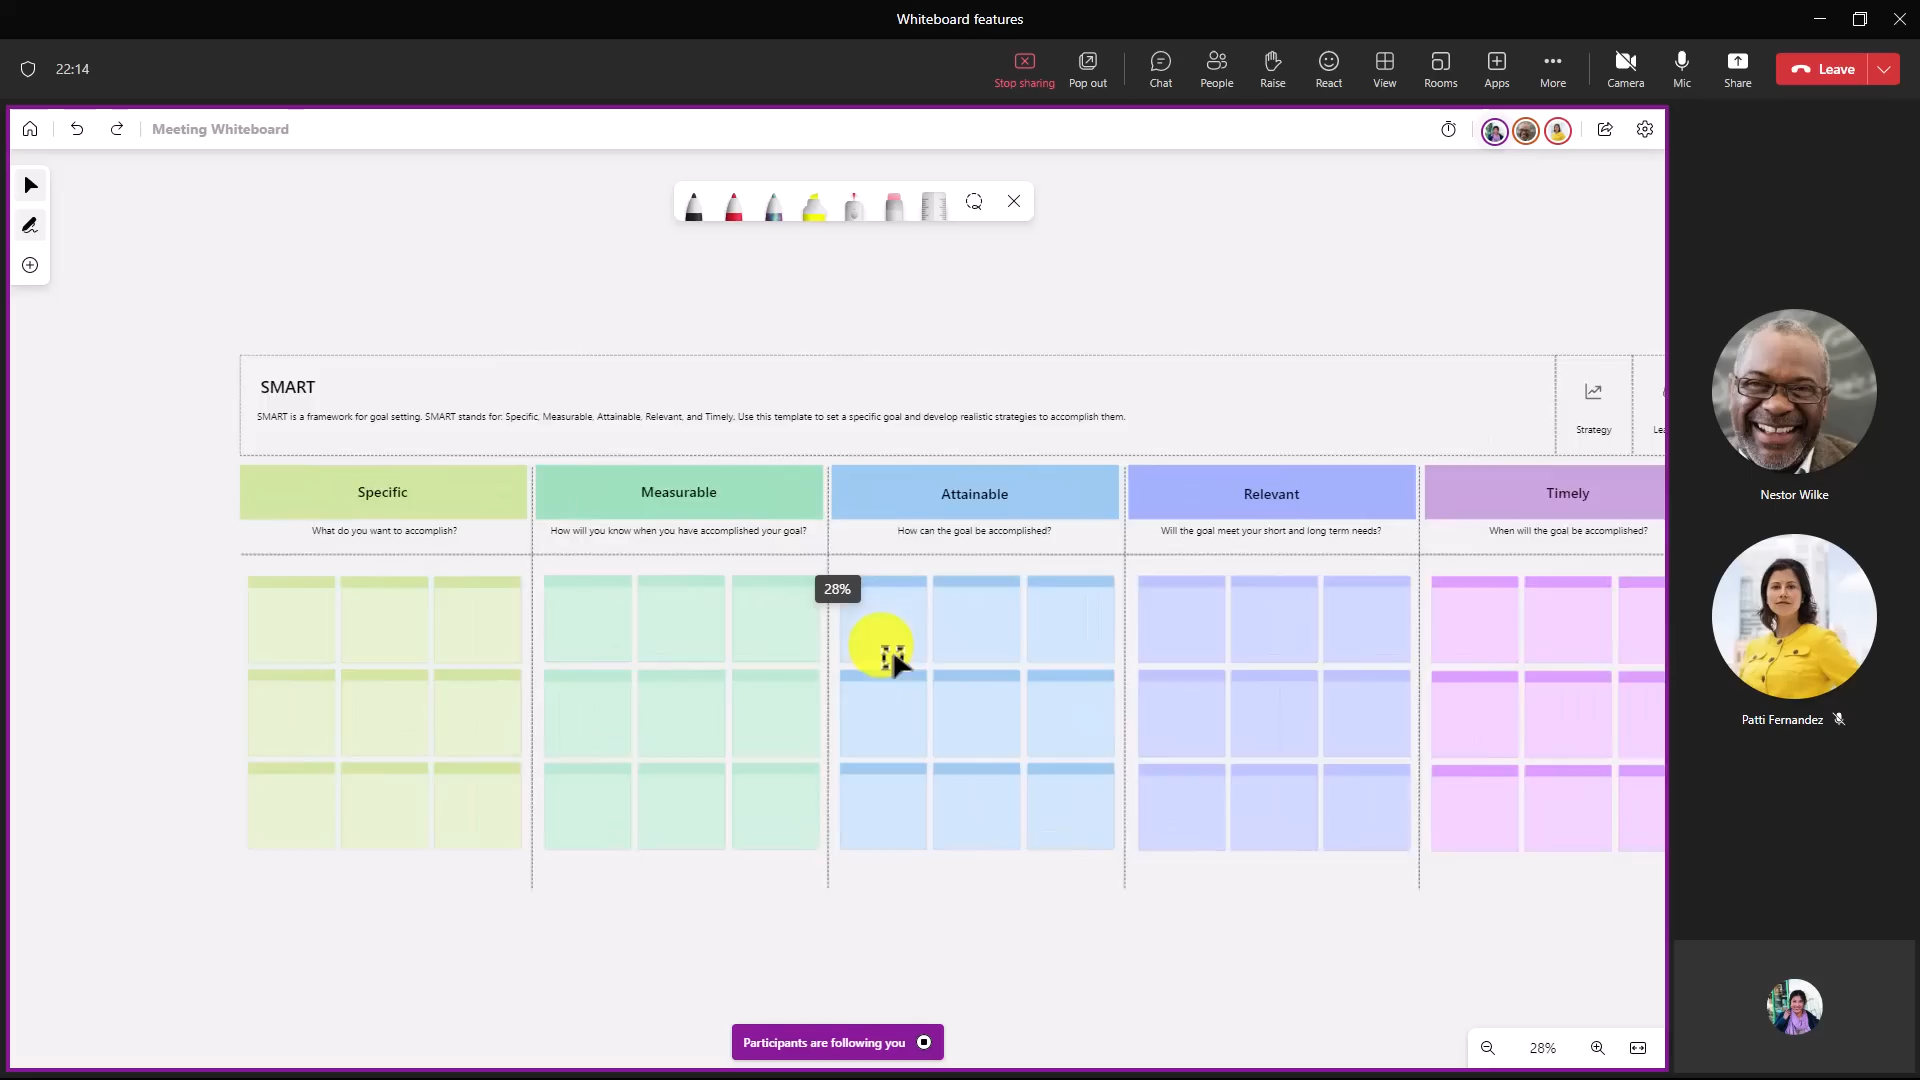 Whiteboard features
22:14
Stop sharing
Pop out
Chat
People
Raise
React
View
Rooms
Apps
More
Camera
Mic
Share
Leave
Meeting Whiteboard
SMART
SMART is a framework for goal setting. SMART stands for: Specific, Measurable, Attainable, Relevant, and Timely. Use this template to set a specific goal and develop realistic strategies to accomplish them.
Strategy
Specific
Measurable
Attainable
Relevant
Timely
What do you want to accomplish?
How will you know when you have accomplished your goal?
How can the goal be accomplished?
Will the goal meet your short and long term needs?
When will the goal be accomplished?
28%
Nestor Wilke
Patti Fernandez
Participants are following you
28%